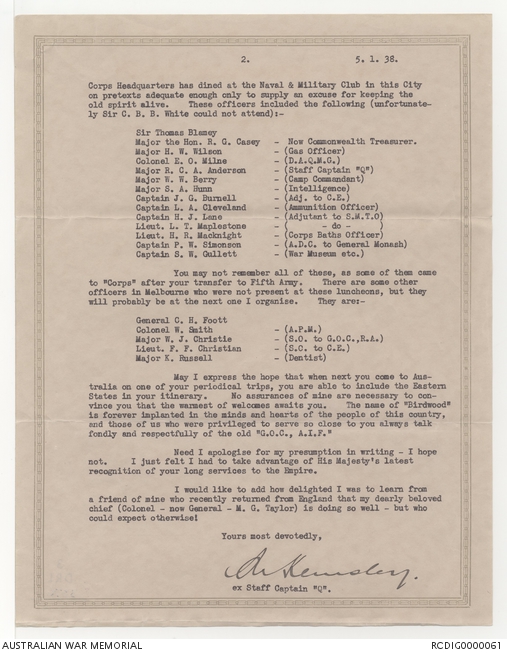 2.                    5. 1. 38.
Corps Headquarters has dined at the Naval & Military Club in this City
on pretexts adequate enough only to supply an excuse for keeping the
old spirit alive.    These officers included the following (unfortunate-
ly Sir C. B. B. White could not attend):-
Sir Thomas Blamey
Major the Hon. R. G. Casey    - Now Commonwealth Treasurer.
Major H. W. Wilson    - (Gas Officer)
Colonel E. O. Milne    - (D.A.Q.M.G.)
Major R. C. A. Anderson    - (Staff Captain "Q")
Major W. W. Berry    - (Camp Commandant)
Major S. A. Hunn    - (Intelligence)
Captain J. G. Burnell    - (Adj. to C.E.)
Captain L. A. Cleveland    - (Ammunition Officer)
Captain H. J. Lane    - (Adjutant to S.M.T.O)
Lieut. L. T. Maplestone    - (      - do -      )
Lieut. H. R. Macknight    - (Corps Baths Officer)
Captain P. W. Simonson    - (A.D.C. to General Monash)
Captain S. W. Gullett    - (War Museum etc.)
You may not remember all of these, as some of them came
to "Corps" after your transfer to Fifth Army.    There are some other
officers in Melbourne who were not present at these luncheons, but they
will probably be at the next one I organise.    They are:-
General C. H. Foott
Colonel W. Smith    - (A.P.M.)
Major W. J. Christie    - (S.O. to G.O.C.,R.A.)
Lieut. F. F. Christian    - (S.C. to C.E.)
Major K. Russell    - (Dentist)
May I express the hope that when next you come to Aus-
tralia on one of your periodical trips, you are able to include the Eastern
States in your itinerary.    No assurances of mine are necessary to con-
vince you that the warmest of welcomes awaits you.    The name of "Birdwood"
is forever implanted in the minds and hearts of the people of this country,
and those of us who were privileged to serve so close to you always talk
fondly and respectfully of the old "G.O.C., A.I.F."
Need I apologise for my presumption in writing - I hope
not.    I just felt I had to take advantage of His Majesty's latest
recognition of your long services to the Empire.
I would like to add how delighted I was to learn from
a friend of mine who recently returned from England that my dearly beloved
chief (Colonel - now General - M. G. Taylor) is doing so well - but who
could expect otherwise!
Yours most devotedly,
ex Staff Captain "Q".
AUSTRALIAN WAR MEMORIAL    RCDIG0000061